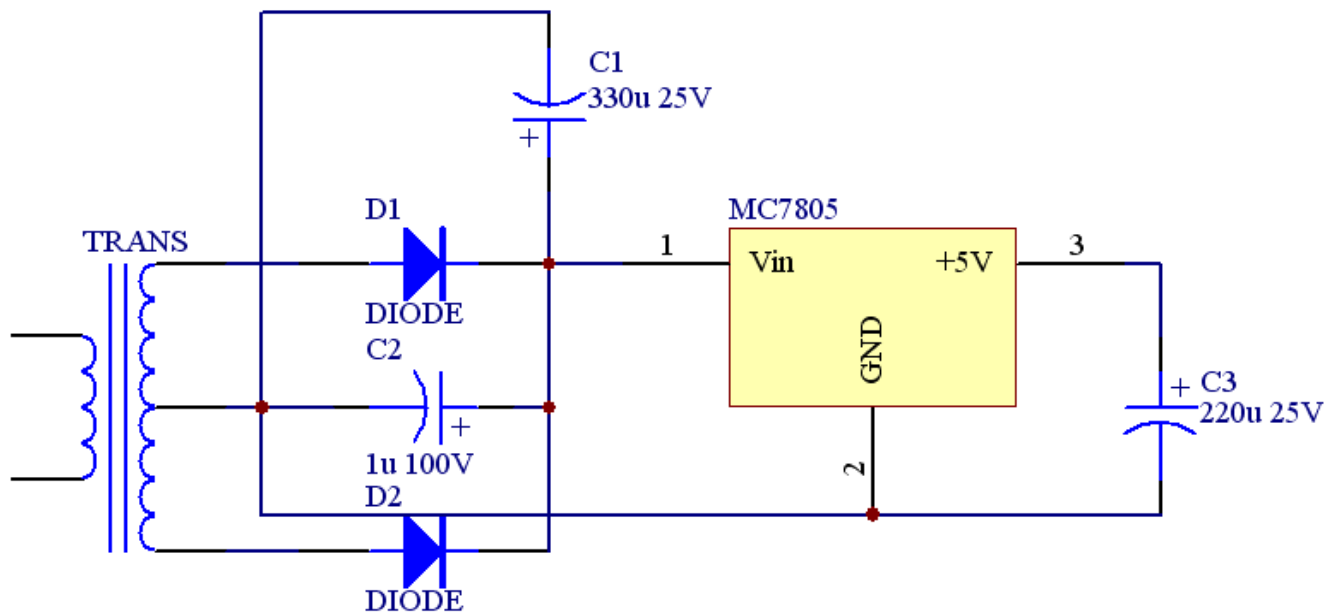 C1
330u 25V
D1
MC7805
TRANS
1
Vin
+5V
3
DIODE
GND
C2
+
C3
220u 25V
+
+
1u 100V
2
D2
DIODE